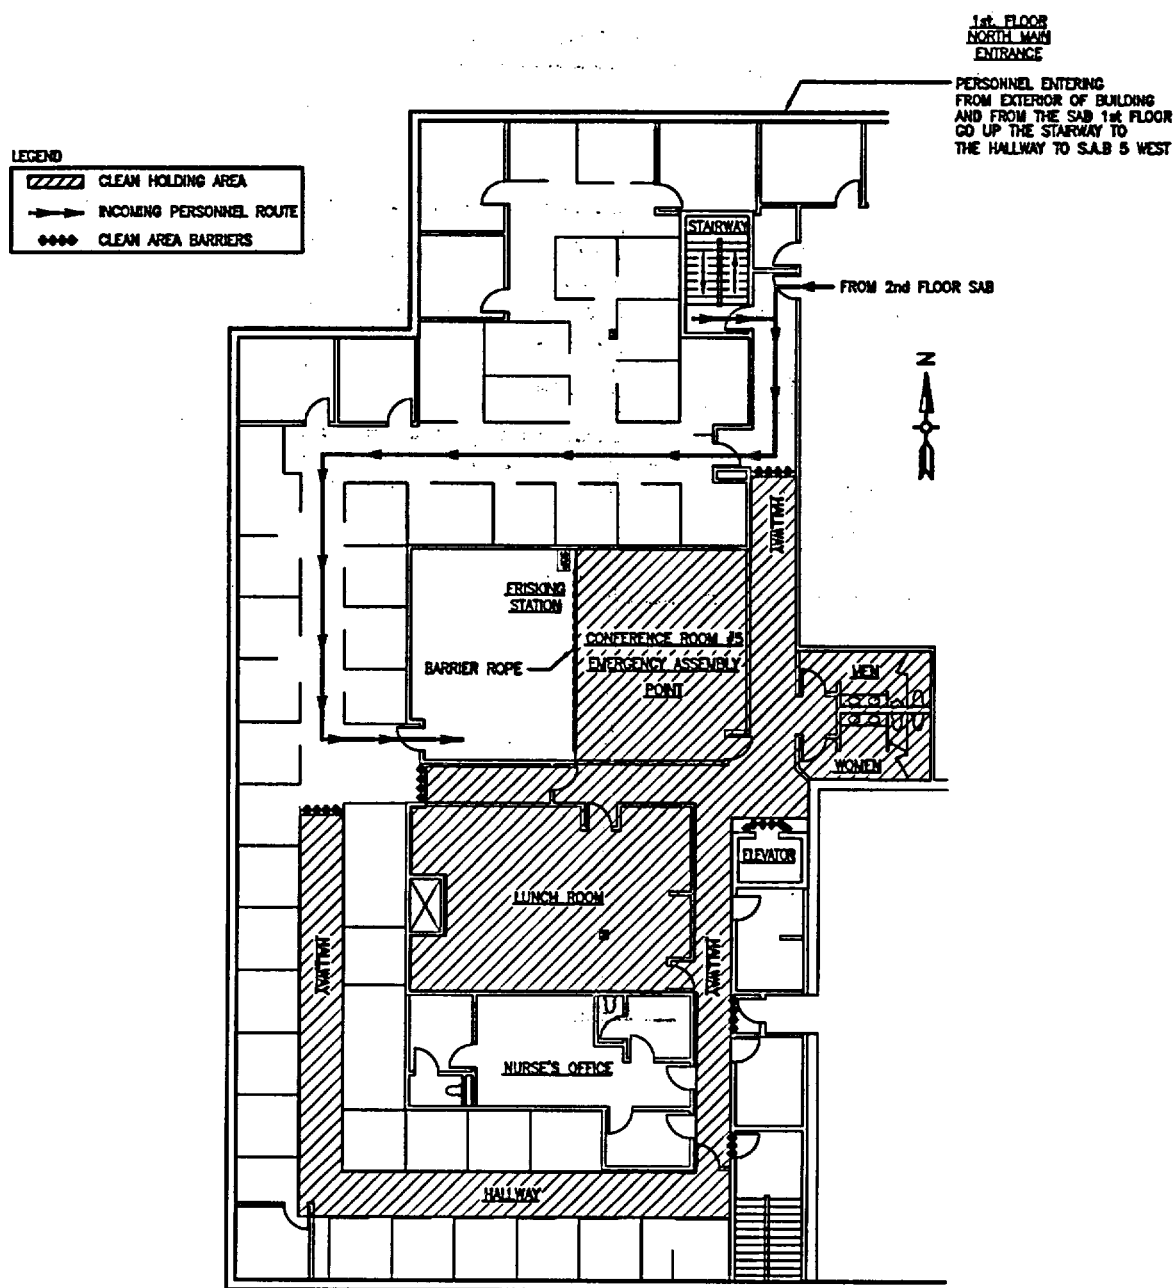 1st. FLOOR
NORTH MAIN
ENTRANCE
PERSONNEL ENTERING
FROM EXTERIOR OF BUILDING
AND FROM THE SAB 1st FLOOR
GO UP THE STAIRWAY TO
THE HALLWAY TO S.A.B 5 WEST
LEGEND
CLEAN HOLDING AREA
INCOMING PERSONNEL ROUTE
CLEAN AREA BARRIERS
STAIRWAY
FROM 2nd FLOOR SAB
N
HALLWAY
FRISKING
STATION
CONFERENCE ROOM #5
EMERGENCY ASSEMBLY
POINT
BARRIER ROPE
MEN
WOMEN
ELEVATOR
LUNCH ROOM
HALLWAY
HALLWAY
NURSE'S OFFICE
HALLWAY